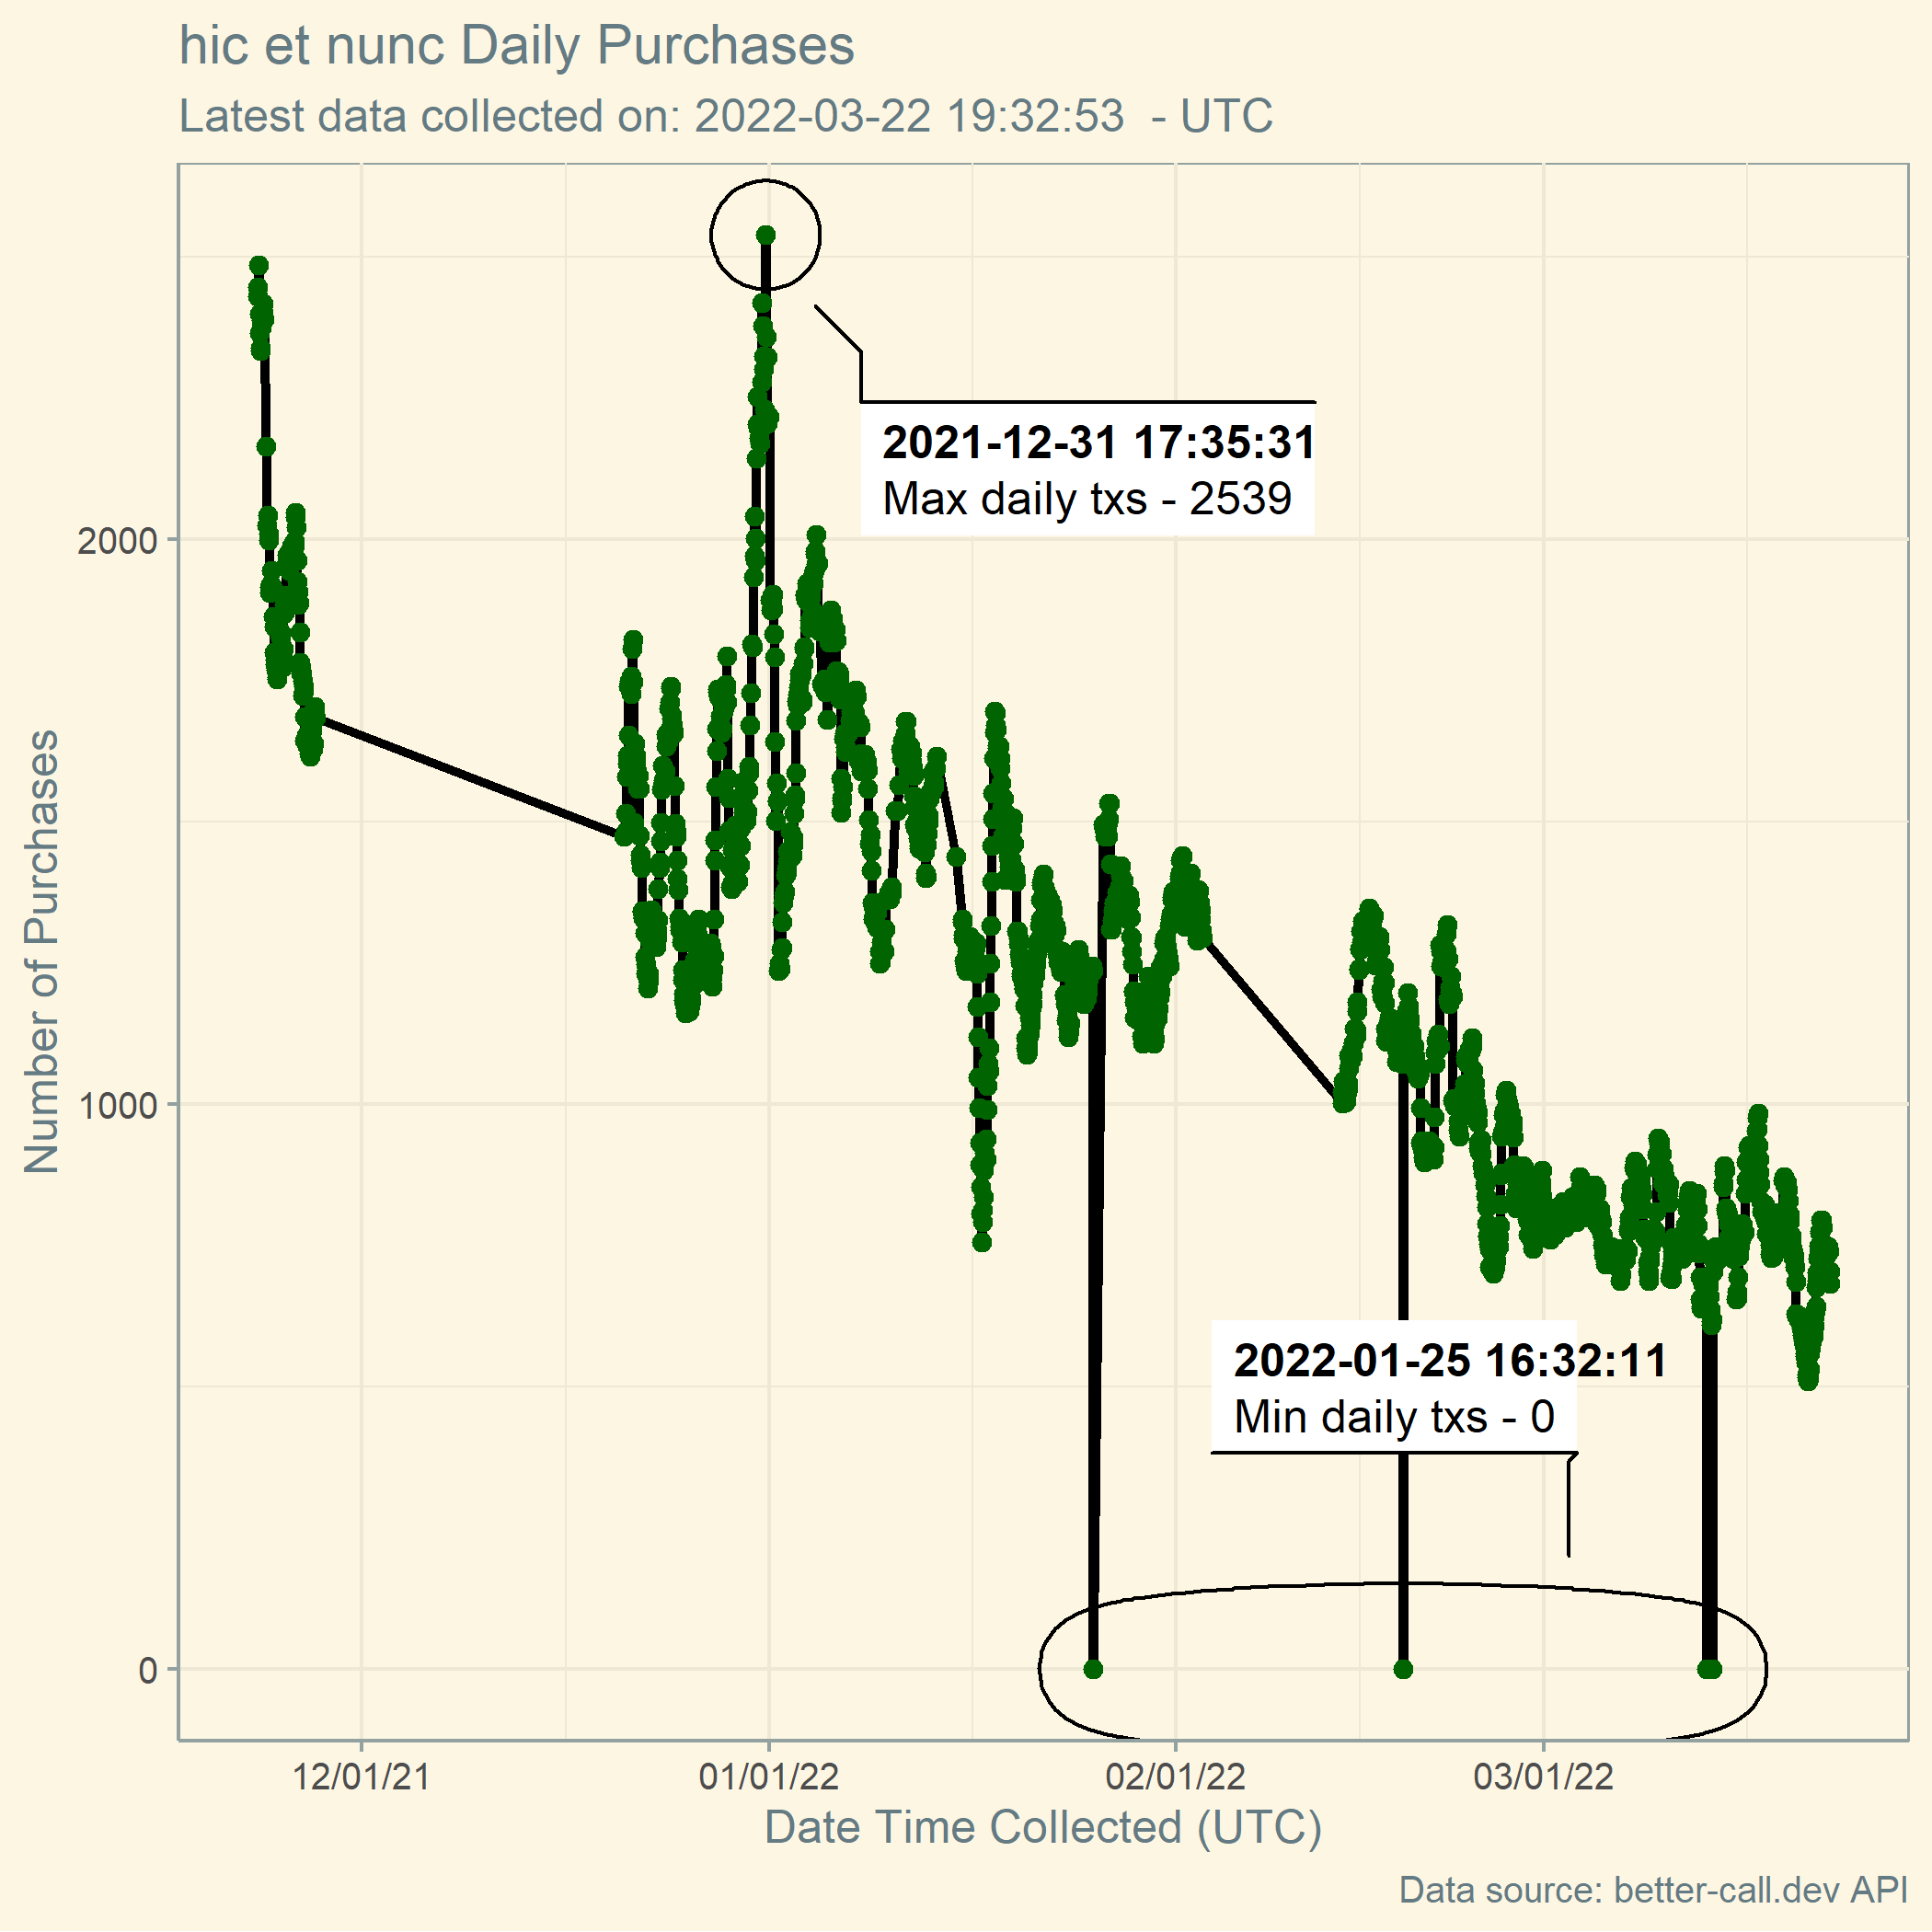 hic et nunc Daily Purchases
Latest data collected on: 2022-03-22 19:32:53  - UTC
2021-12-31 17:35:31
Max daily txs - 2539
2000
Number of Purchases
1000
2022-01-25 16:32:11
Min daily txs - 0
0
12/01/21 01/01/22 02/01/22 03/01/22
Date Time Collected (UTC)
Data source: better-call.dev API